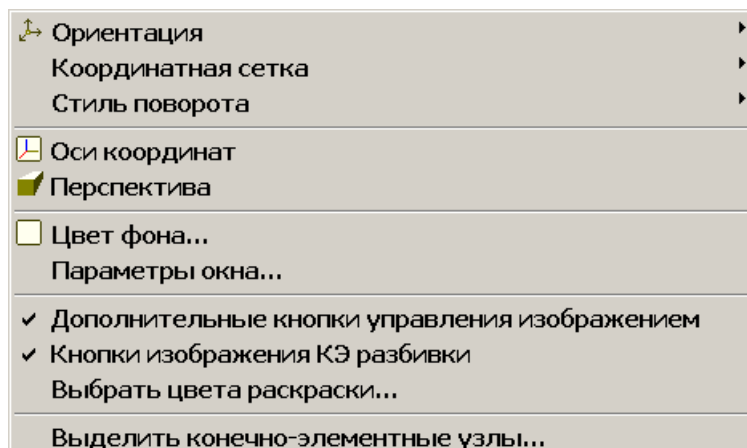 Ориентация
Координатная сетка
Стиль поворота
Оси координат
Перспектива
Цвет фона...
Параметры окна...
Дополнительные кнопки управления изображением
Кнопки изображения КЭ разбивки
Выбрать цвета раскраски...
Выделить конечно-элементные узлы...